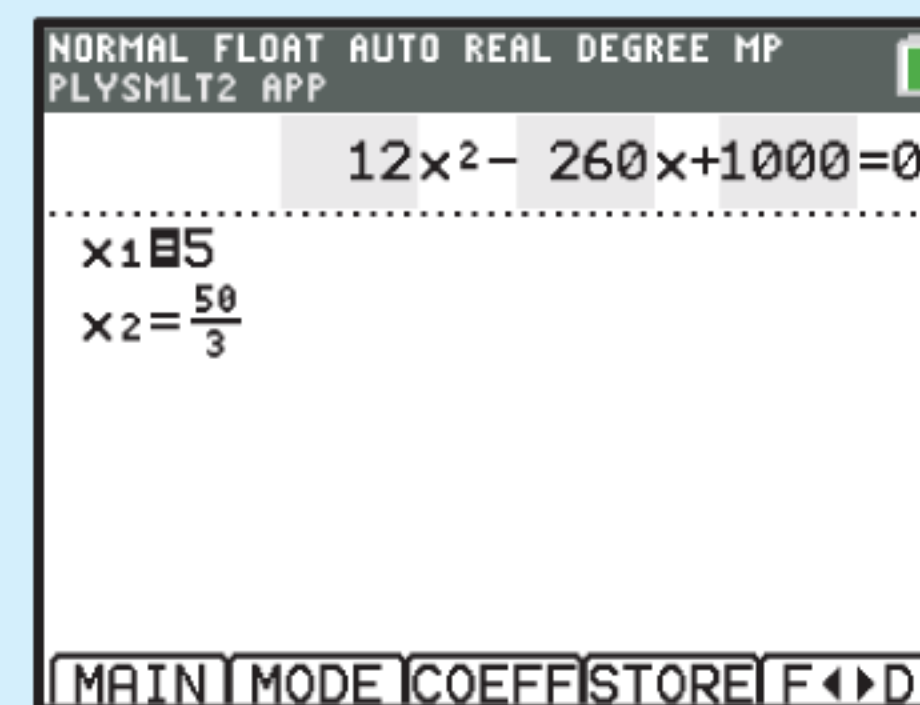 NORMAL FLOAT AUTO REAL DEGREE MP
PLYSMLT2 APP
12x²- 260x+1000=0
x1=5
x2=50/3
MAIN MODE COEFF STORE F◄►D